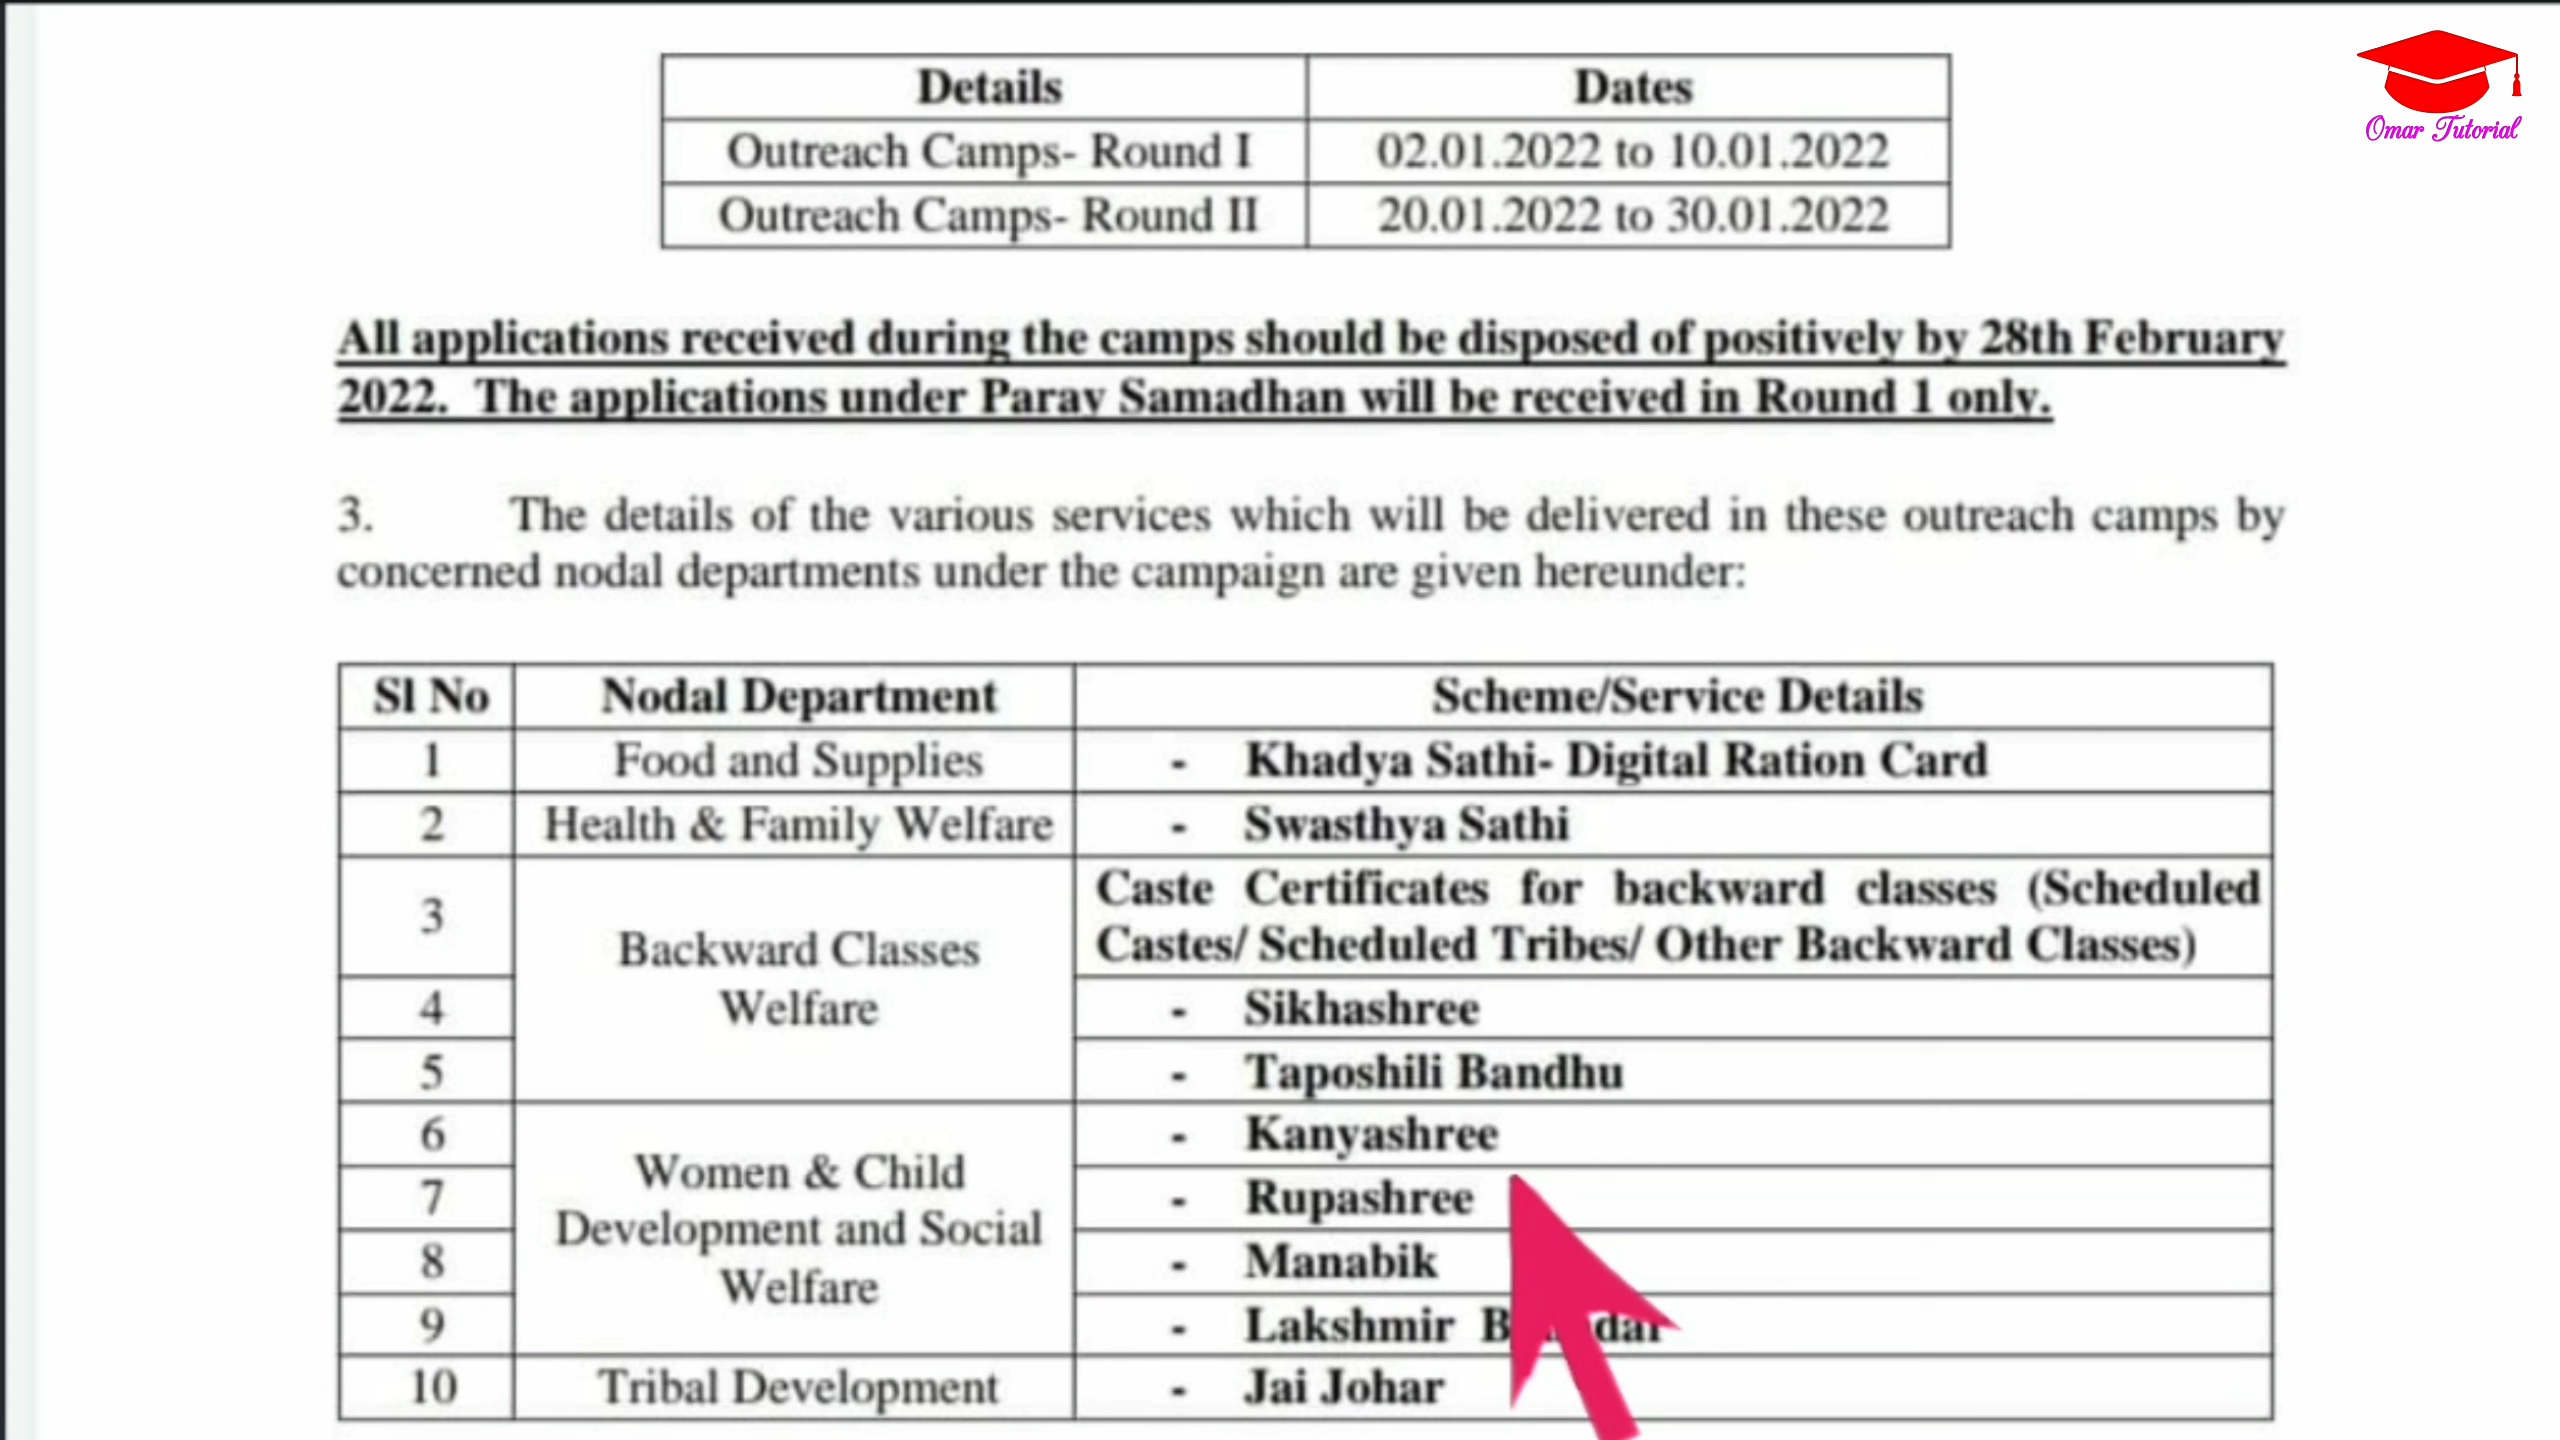 Omar Tutorial
Details Dates
Outreach Camps- Round I 02.01.2022 to 10.01.2022
Outreach Camps- Round II 20.01.2022 to 30.01.2022
All applications received during the camps should be disposed of positively by 28th February
2022. The applications under Paray Samadhan will be received in Round 1 only.
3. The details of the various services which will be delivered in these outreach camps by
concerned nodal departments under the campaign are given hereunder:
Sl No Nodal Department Scheme/Service Details
1 Food and Supplies - Khadya Sathi- Digital Ration Card
2 Health & Family Welfare - Swasthya Sathi
3 Backward Classes Welfare Caste Certificates for backward classes (Scheduled
Castes/ Scheduled Tribes/ Other Backward Classes)
4 - Sikhashree
5 - Taposhili Bandhu
6 Women & Child Development and Social Welfare - Kanyashree
7 - Rupashree
8 - Manabik
9 - Lakshmir
10 Tribal Development - Jai Johar